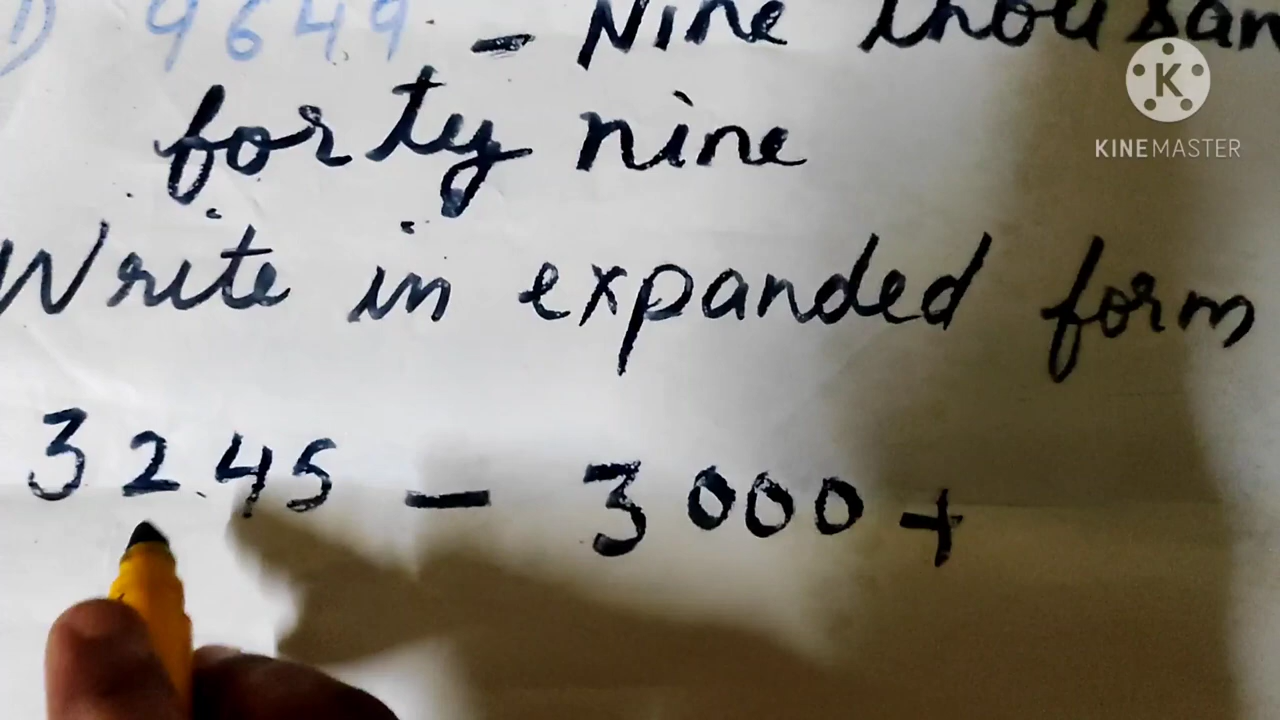 D 9649 - Nine thousan
forty nine
Write in expanded form
3245 - 3000+
K
KINEMASTER